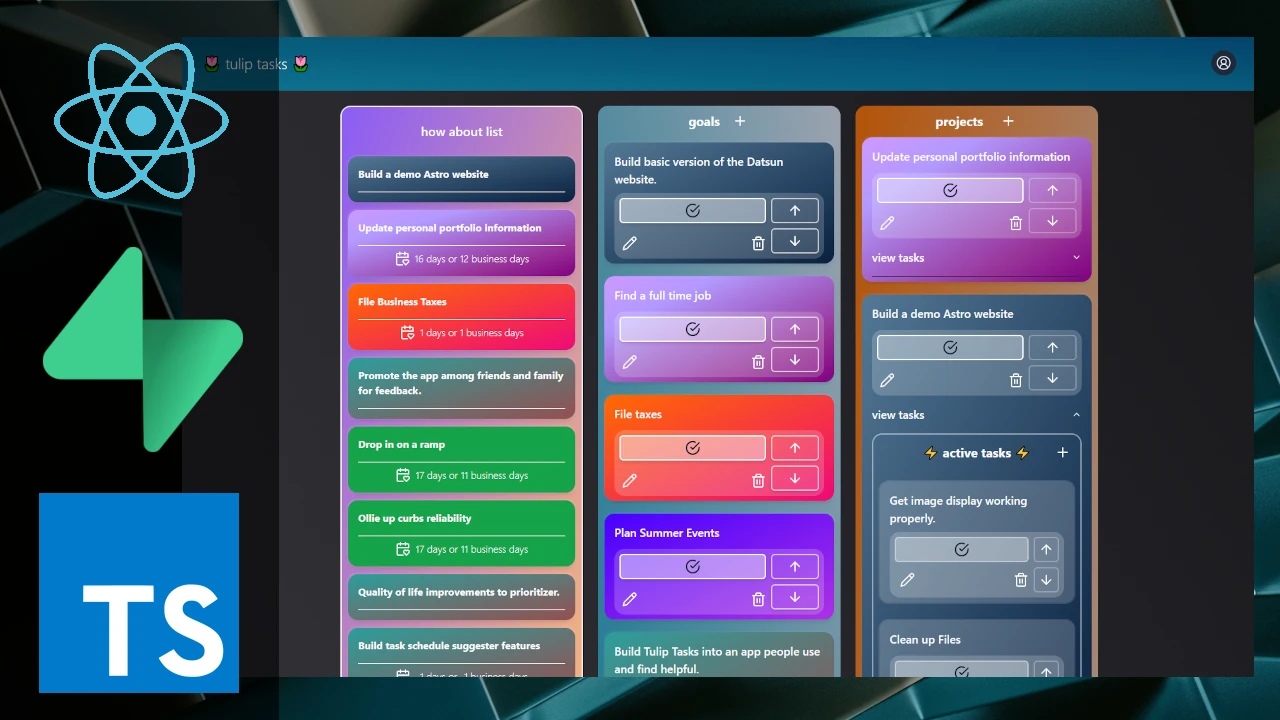 🌷 tulip tasks 🌷
how about list
Build a demo Astro website
Update personal portfolio information
16 days or 12 business days
File Business Taxes
1 days or 1 business days
Promote the app among friends and family
for feedback.
Drop in on a ramp
17 days or 11 business days
Ollie up curbs reliability
17 days or 11 business days
Quality of life improvements to prioritizer.
Build task schedule suggester features
goals +
Build basic version of the Datsun
website.
Find a full time job
File taxes
Plan Summer Events
Build Tulip Tasks into an app people use
and find helpful.
projects +
Update personal portfolio information
view tasks
Build a demo Astro website
view tasks
⚡ active tasks ⚡ +
Get image display working
properly.
Clean up Files
TS